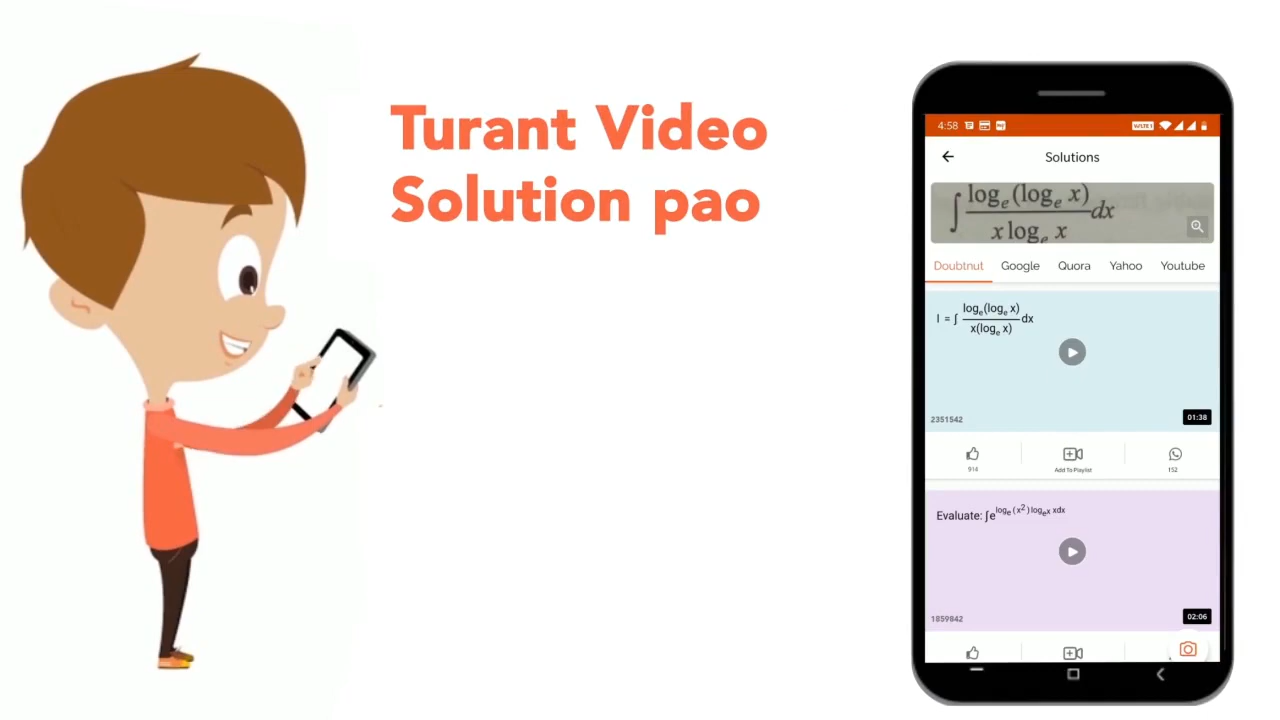 Turant Video
Solution pao
4:58
VoLTE1
Solutions
∫ logₑ(logₑ x) / x logₑ x dx
Doubtnut Google Quora Yahoo Youtube
I = ∫ logₑ(logₑ x) / x(logₑ x) dx
2351542 01:38
914 Add To Playlist 152
Evaluate: ∫e^logₑ(x²)logₑx xdx
1859842 02:06